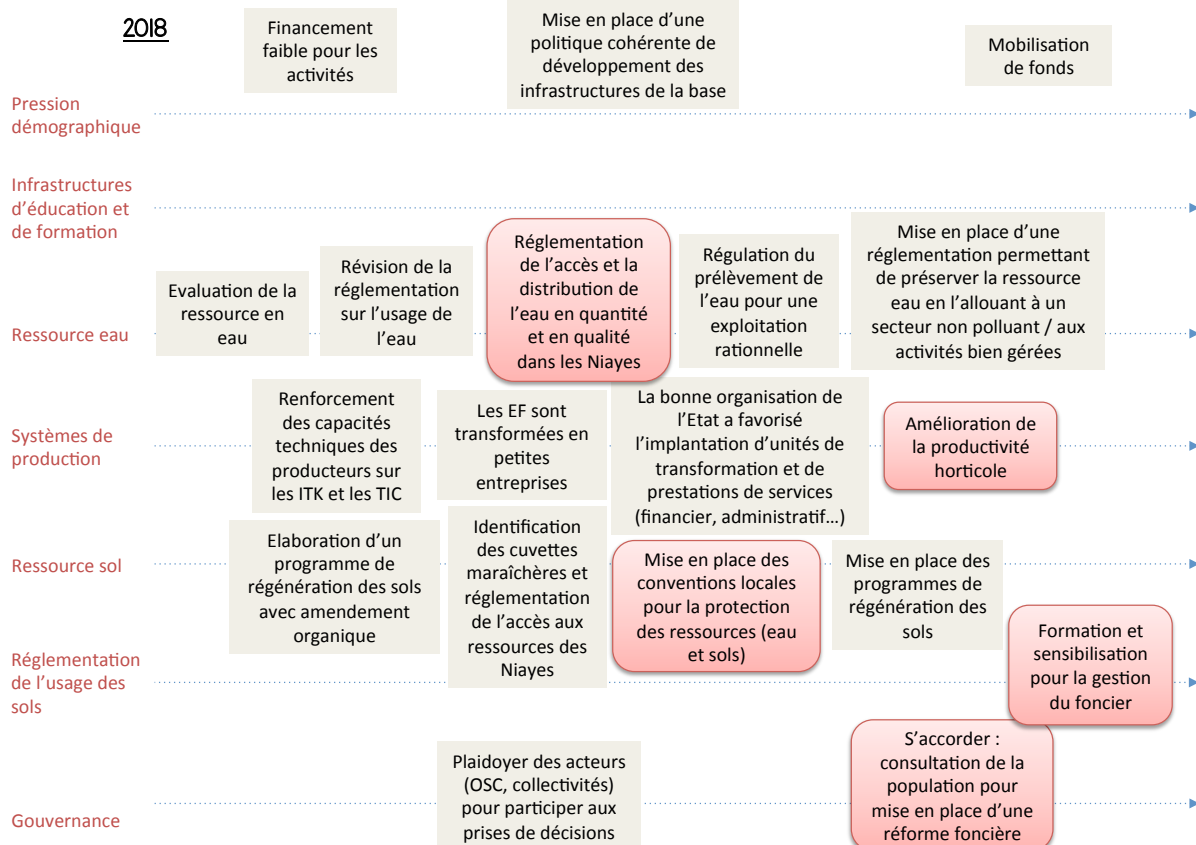 2018
Financement
faible pour les
activités
Mise en place d’une
politique cohérente de
développement des
infrastructures de la base
Mobilisation
de fonds
Pression
démographique
Infrastructures
d’éducation et
de formation
Ressource eau
Evaluation de la
ressource en
eau
Révision de la
réglementation
sur l’usage de
l’eau
Réglementation
de l’accès et la
distribution de
l’eau en quantité
et en qualité
dans les Niayes
Régulation du
prélèvement de
l’eau pour une
exploitation
rationnelle
Mise en place d’une
réglementation permettant
de préserver la ressource
eau en l’allouant à un
secteur non polluant / aux
activités bien gérées
Systèmes de
production
Renforcement
des capacités
techniques des
producteurs sur
les ITK et les TIC
Les EF sont
transformées en
petites
entreprises
La bonne organisation de
l’Etat a favorisé
l’implantation d’unités de
transformation et de
prestations de services
(financier, administratif…)
Amélioration de
la productivité
horticole
Ressource sol
Elaboration d’un
programme de
régénération des sols
avec amendement
organique
Identification
des cuvettes
maraîchères et
réglementation
de l’accès aux
ressources des
Niayes
Mise en place des
conventions locales
pour la protection
des ressources (eau
et sols)
Mise en place des
programmes de
régénération des
sols
Réglementation
de l’usage des
sols
Formation et
sensibilisation
pour la gestion
du foncier
Gouvernance
Plaidoyer des acteurs
(OSC, collectivités)
pour participer aux
prises de décisions
S’accorder :
consultation de la
population pour
mise en place d’une
réforme foncière